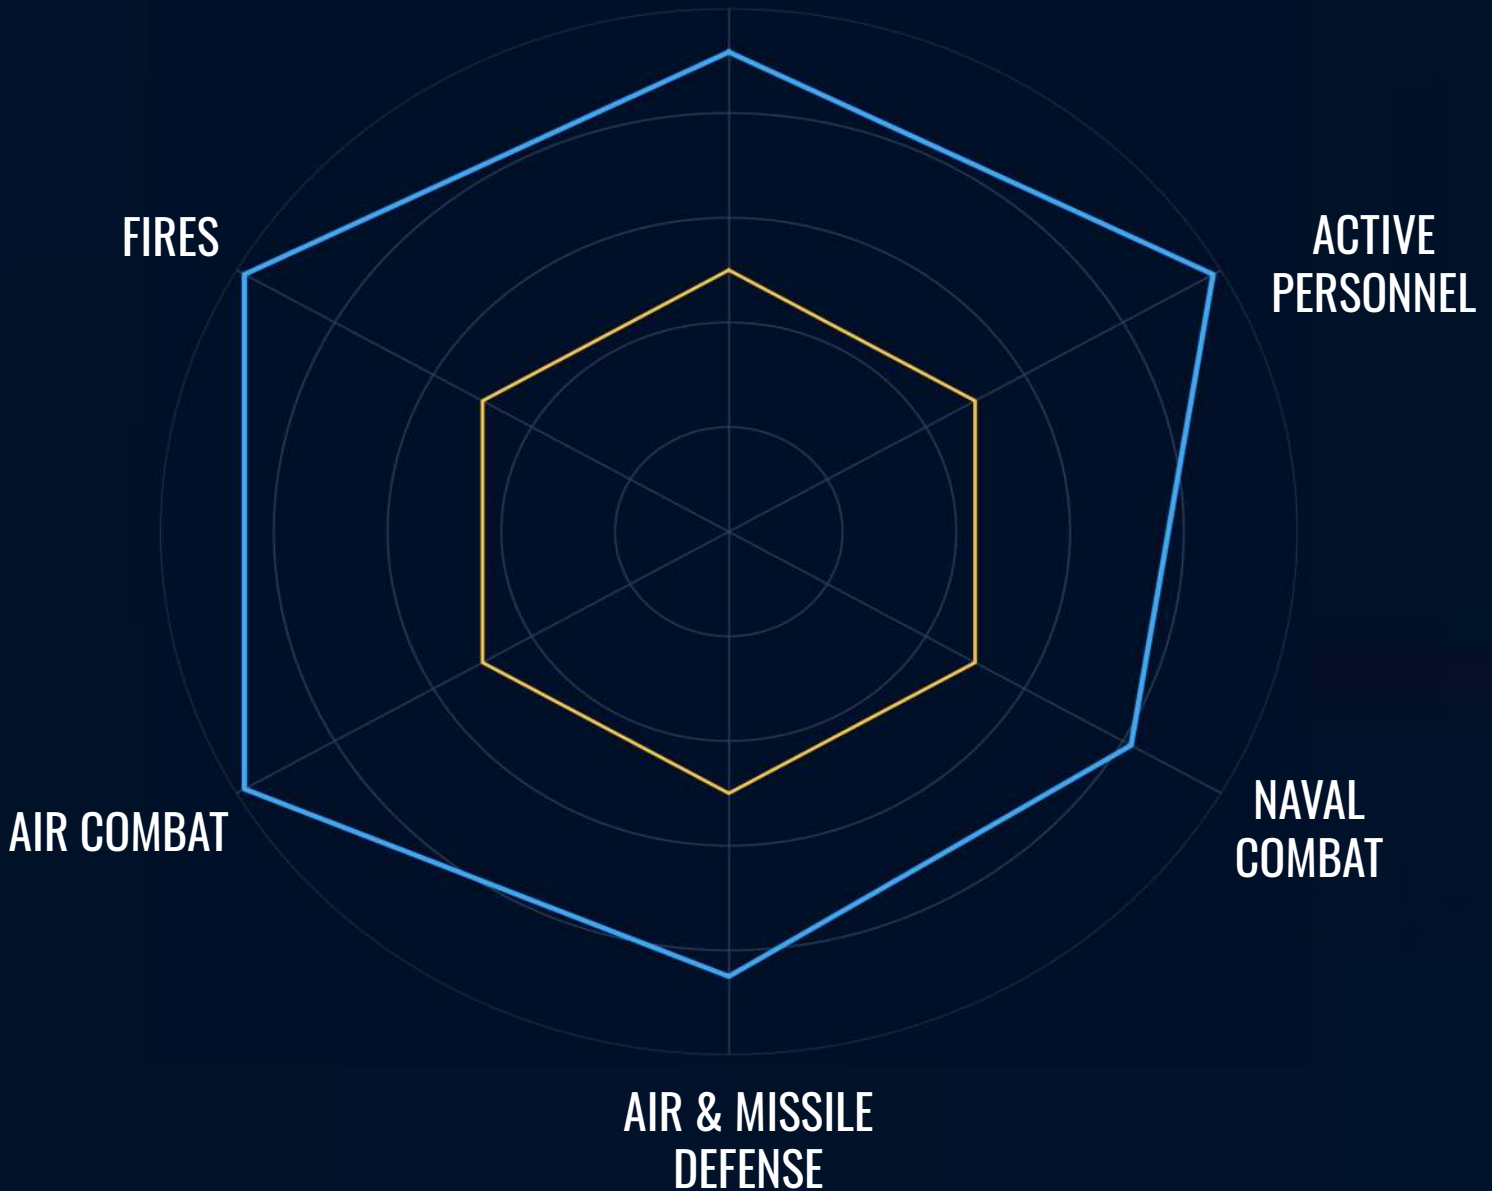 FIRES
ACTIVE
PERSONNEL
AIR COMBAT
NAVAL
COMBAT
AIR & MISSILE
DEFENSE